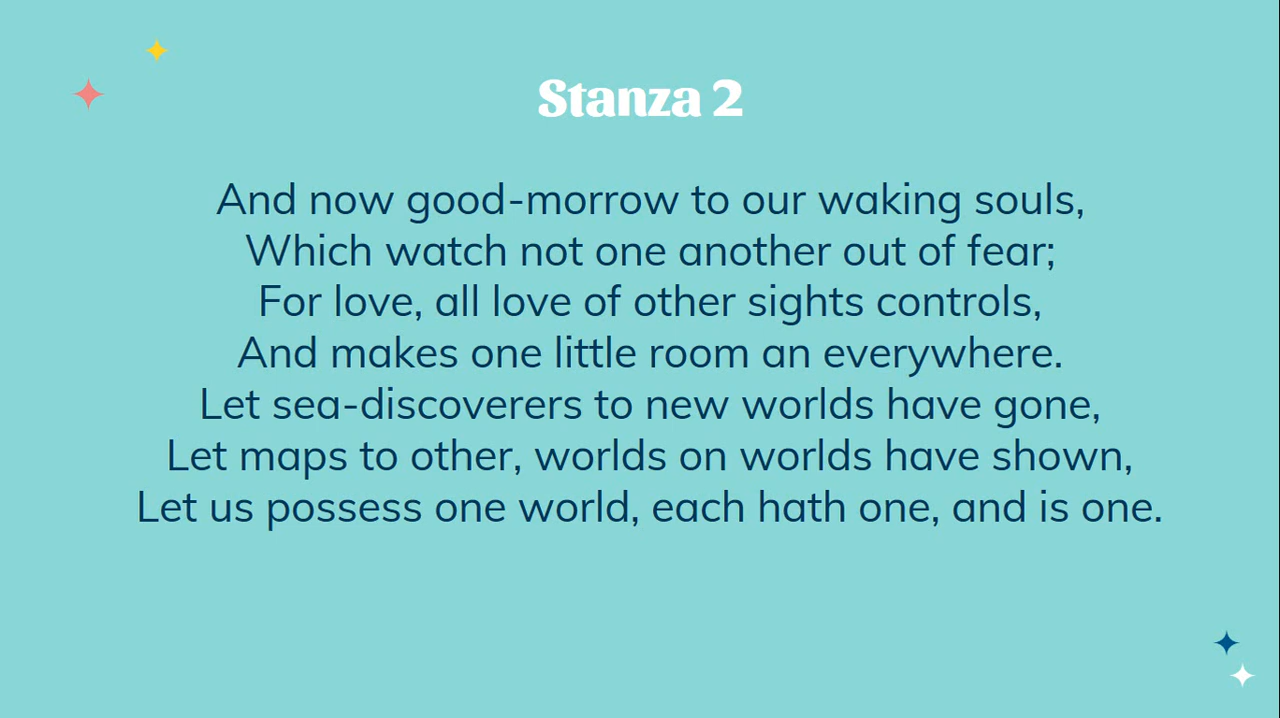 Stanza 2
And now good-morrow to our waking souls,
Which watch not one another out of fear;
For love, all love of other sights controls,
And makes one little room an everywhere.
Let sea-discoverers to new worlds have gone,
Let maps to other, worlds on worlds have shown,
Let us possess one world, each hath one, and is one.